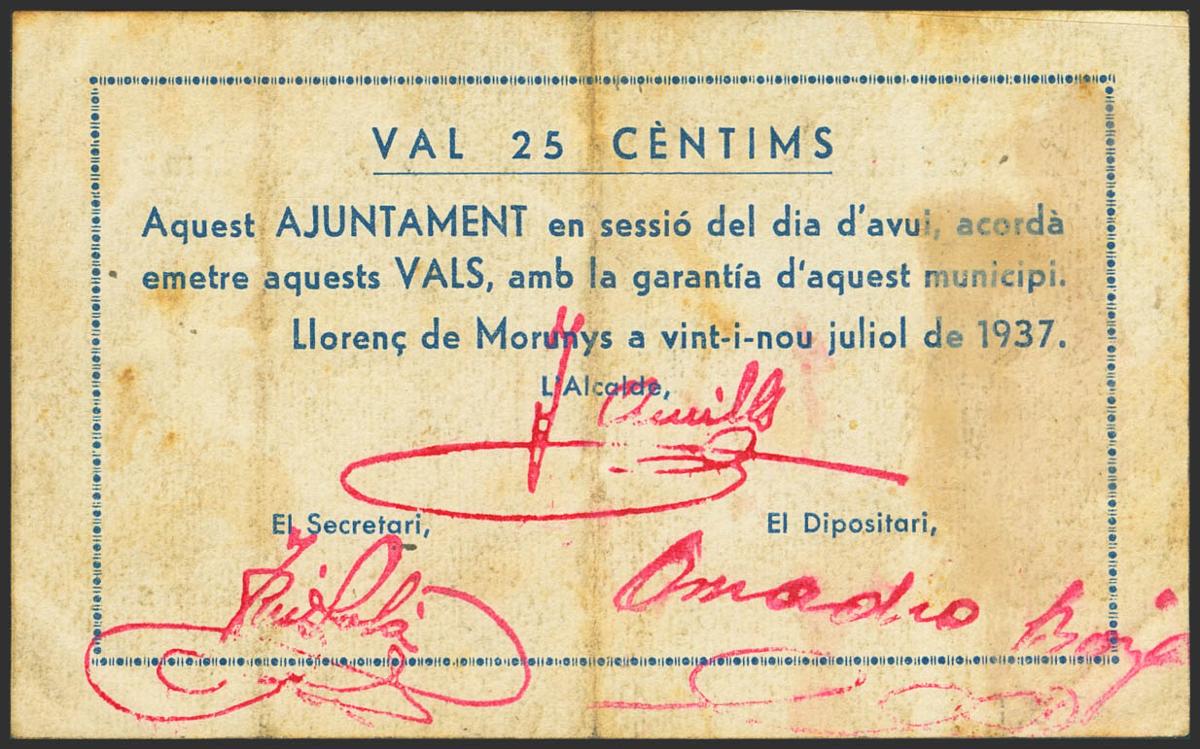 VAL 25 CÈNTIMS
Aquest AJUNTAMENT en sessió del dia d'avui, acordà
emetre aquests VALS, amb la garantía d'aquest municipi.
Llorenç de Morunys a vint-i-nou juliol de 1937.
L'Alcalde,
El Secretari, El Dipositari,
Amadeo